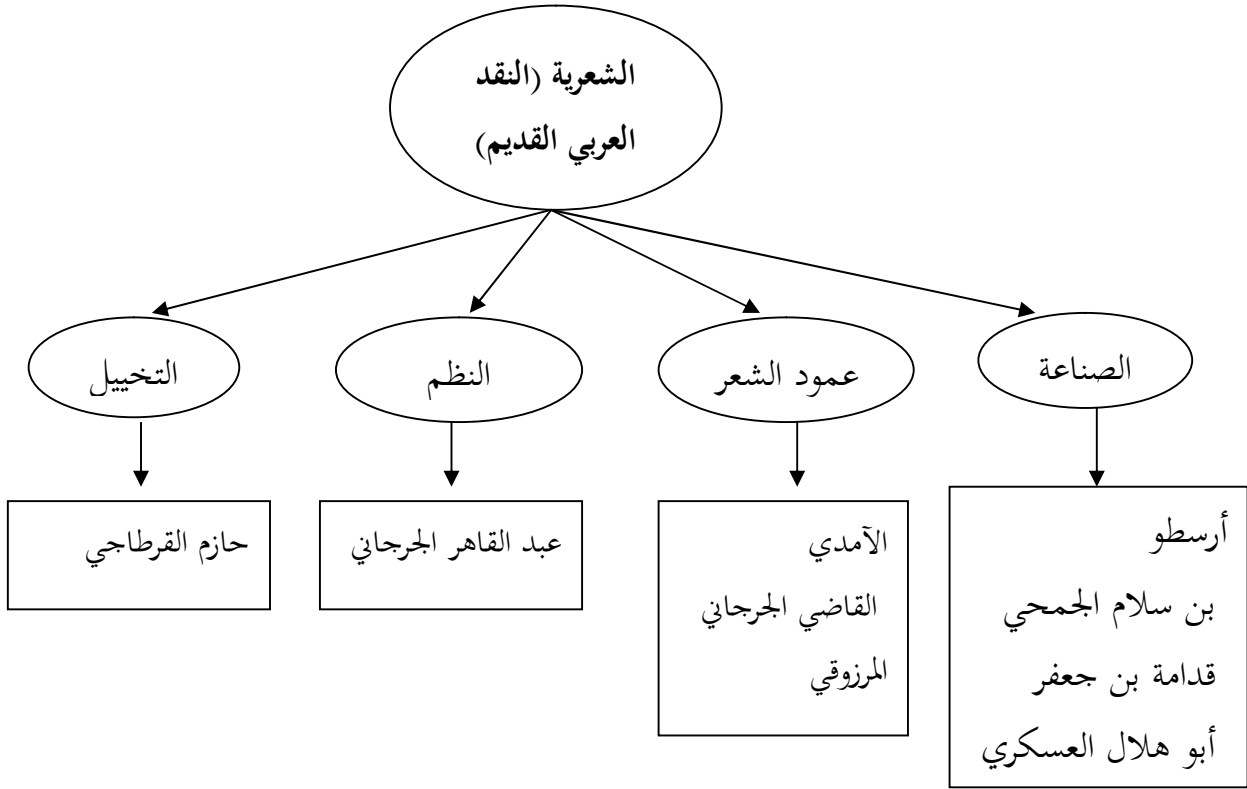 الشعرية (النقد
العربي القديم)
الصناعة
عمود الشعر
النظم
التخييل
أرسطو
بن سلام الجمحي
قدامة بن جعفر
أبو هلال العسكري
الآمدي
القاضي الجرجاني
المرزوقي
عبد القاهر الجرجاني
حازم القرطاجي